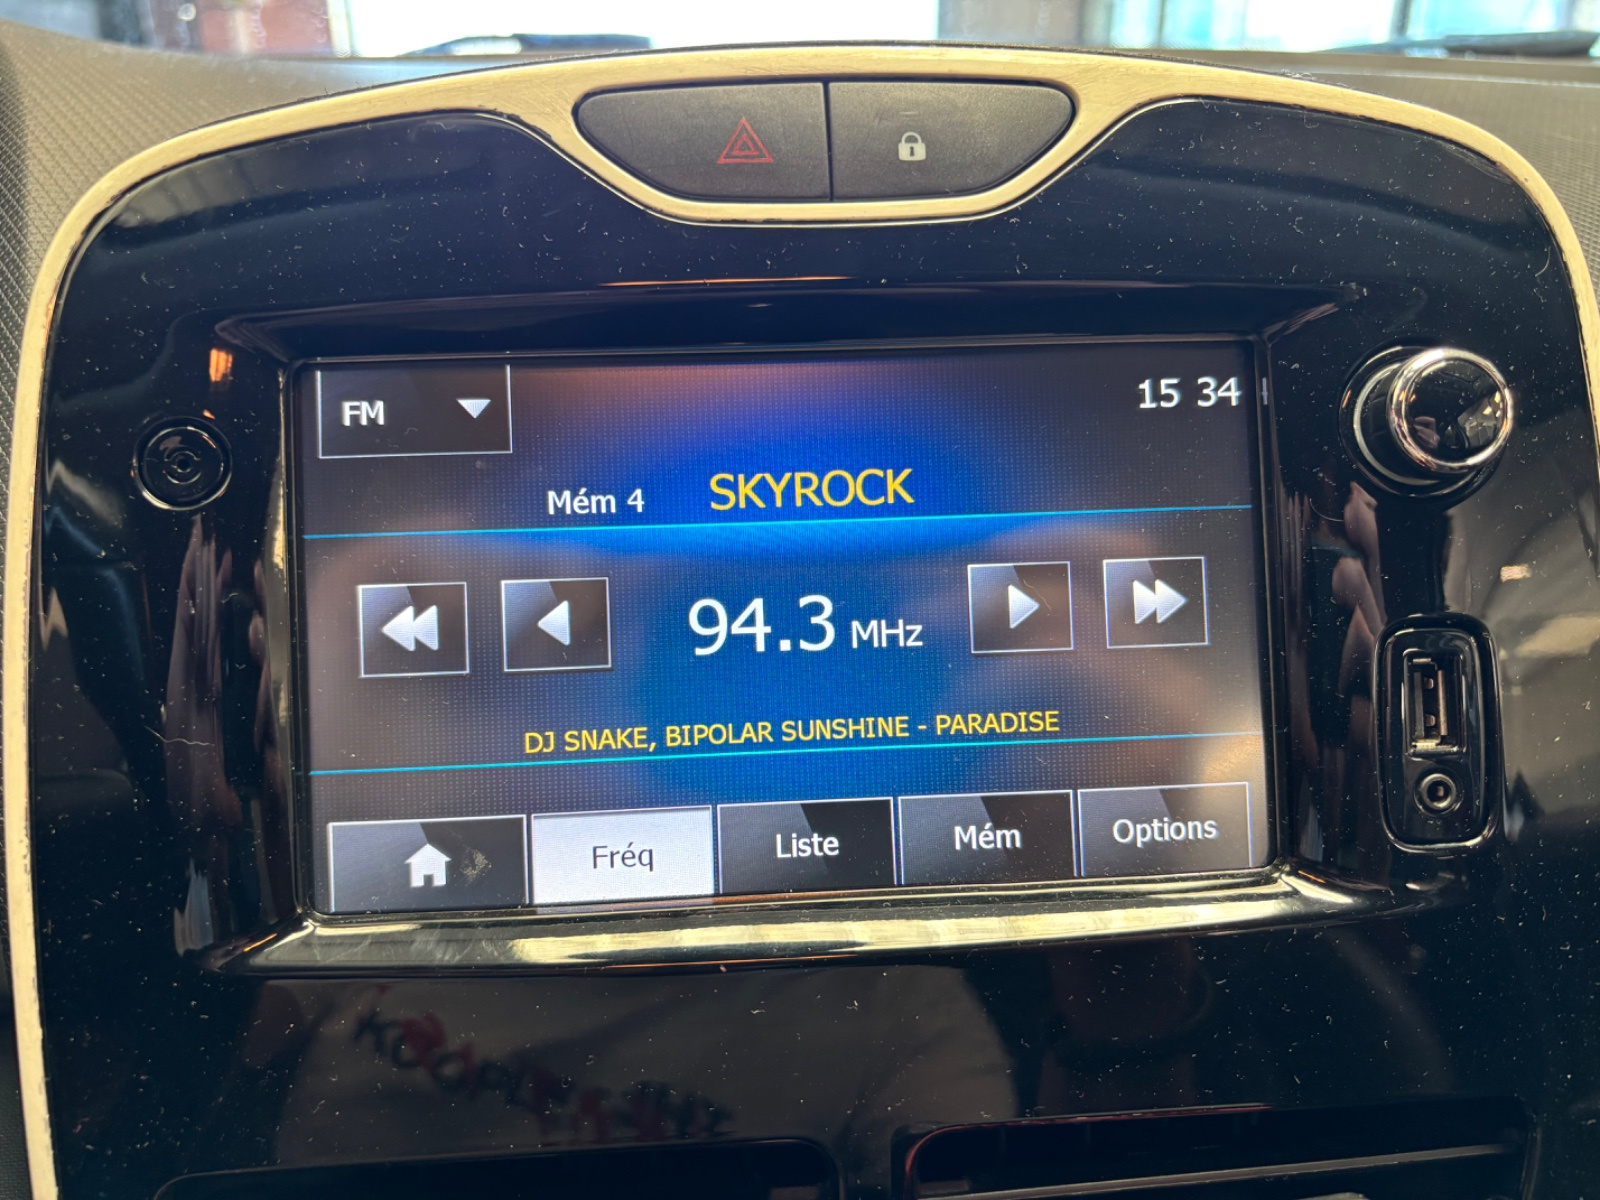 FM
15 34
Mém 4 SKYROCK
94.3 MHz
DJ SNAKE, BIPOLAR SUNSHINE - PARADISE
Fréq Liste Mém Options